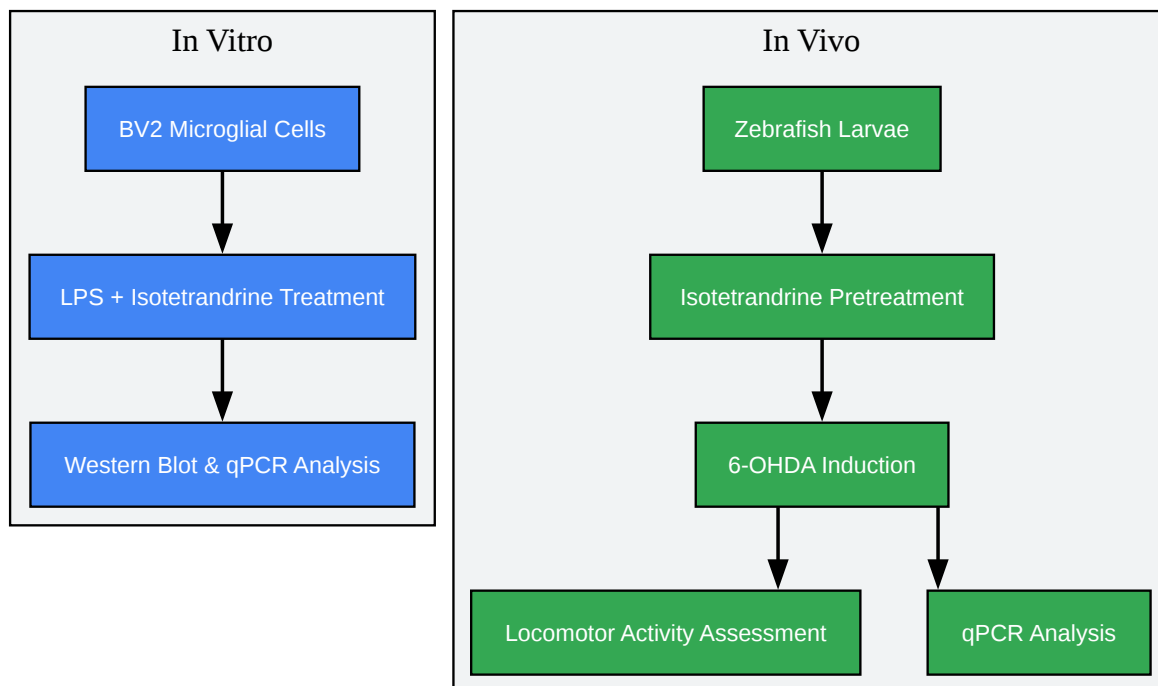 In Vitro
BV2 Microglial Cells
LPS + Isotetrandrine Treatment
Western Blot & qPCR Analysis
In Vivo
Zebrafish Larvae
Isotetrandrine Pretreatment
6-OHDA Induction
Locomotor Activity Assessment
qPCR Analysis